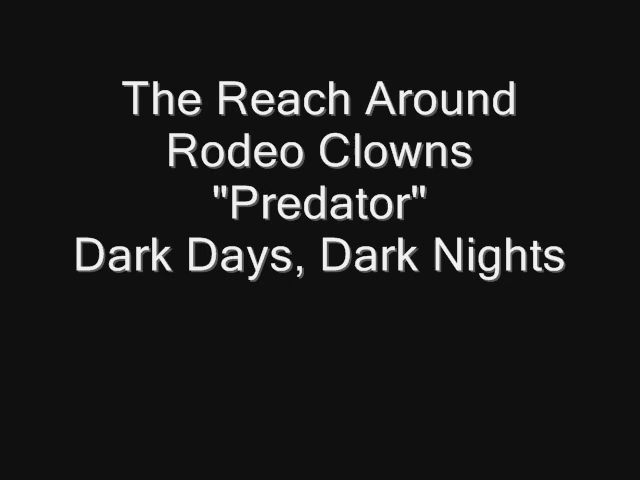 The Reach Around
Rodeo Clowns
"Predator"
Dark Days, Dark Nights